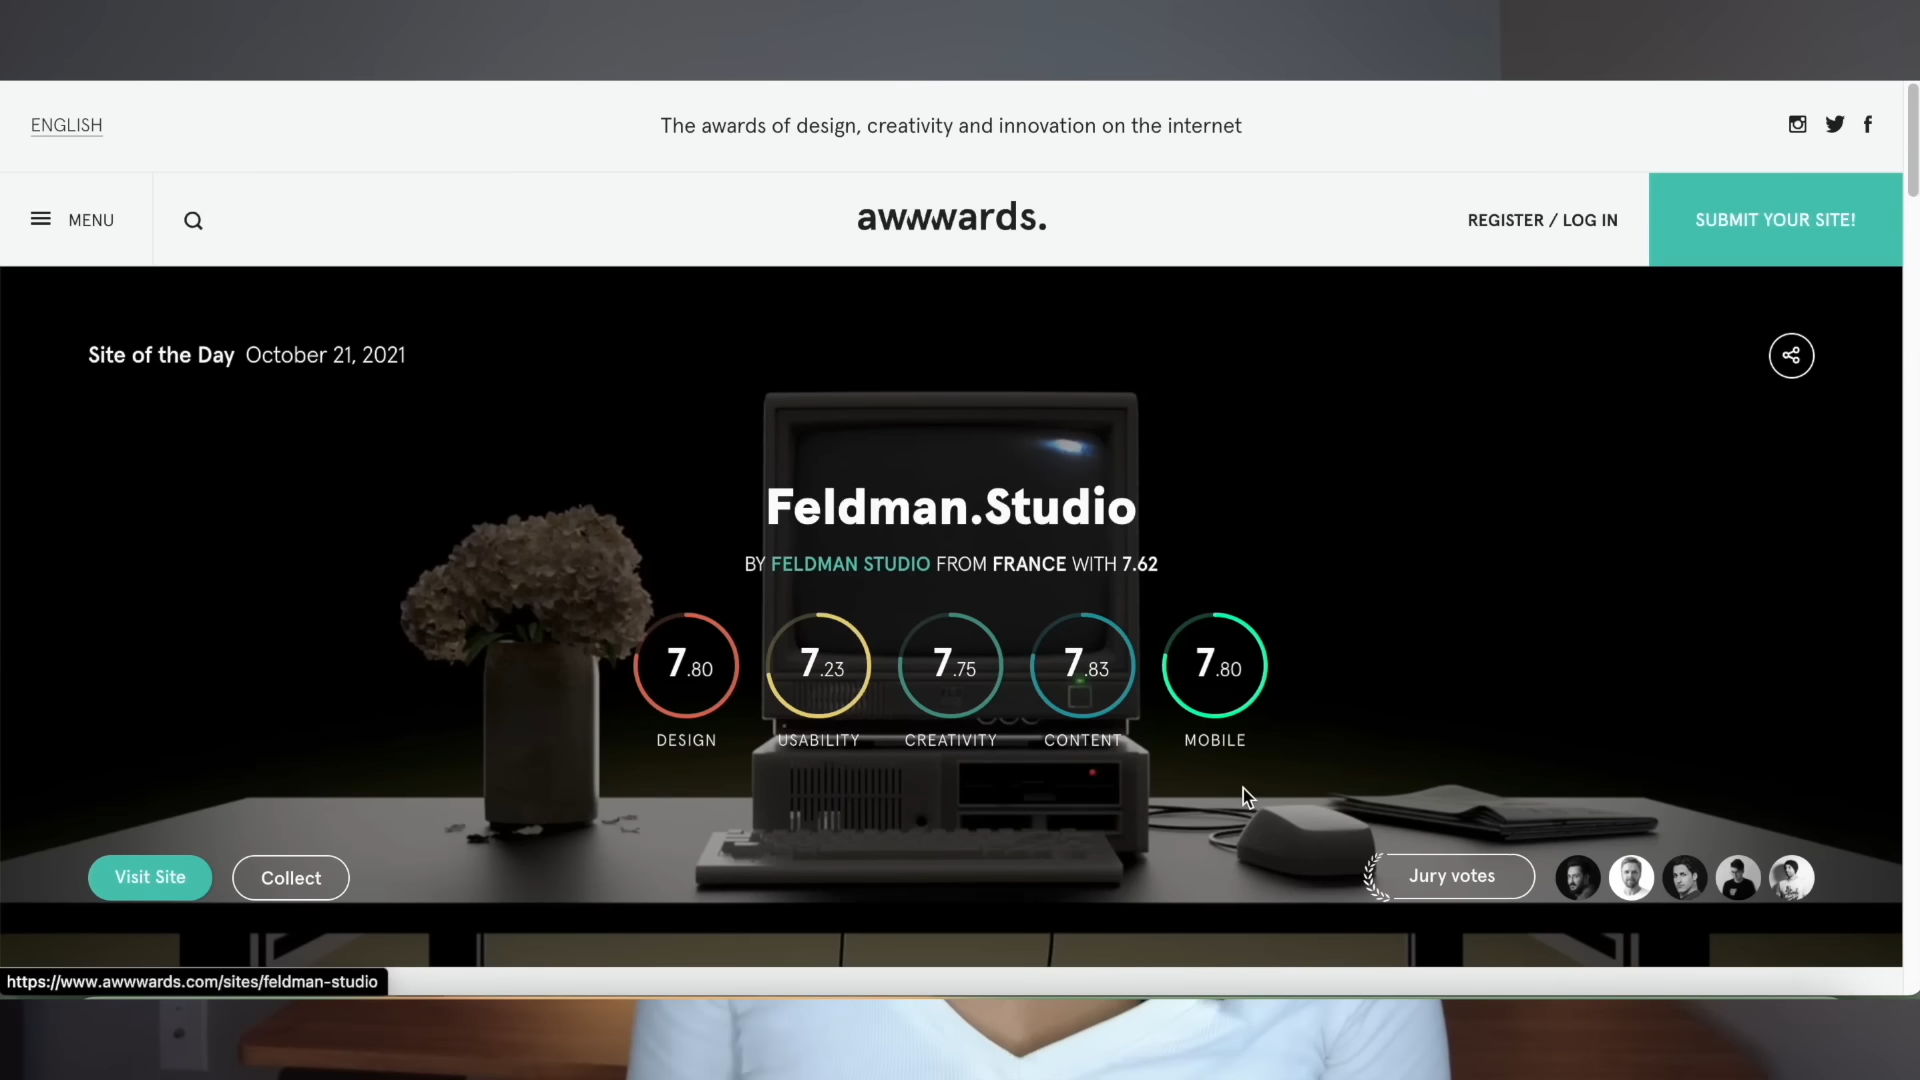 ENGLISH
The awards of design, creativity and innovation on the internet
MENU
awwwards.
REGISTER / LOG IN
SUBMIT YOUR SITE!
Site of the Day October 21, 2021
Feldman.Studio
BY FELDMAN STUDIO FROM FRANCE WITH 7.62
7.80 7.23 7.75 7.83 7.80
DESIGN USABILITY CREATIVITY CONTENT MOBILE
Visit Site
Collect
Jury votes
https://www.awwwards.com/sites/feldman-studio